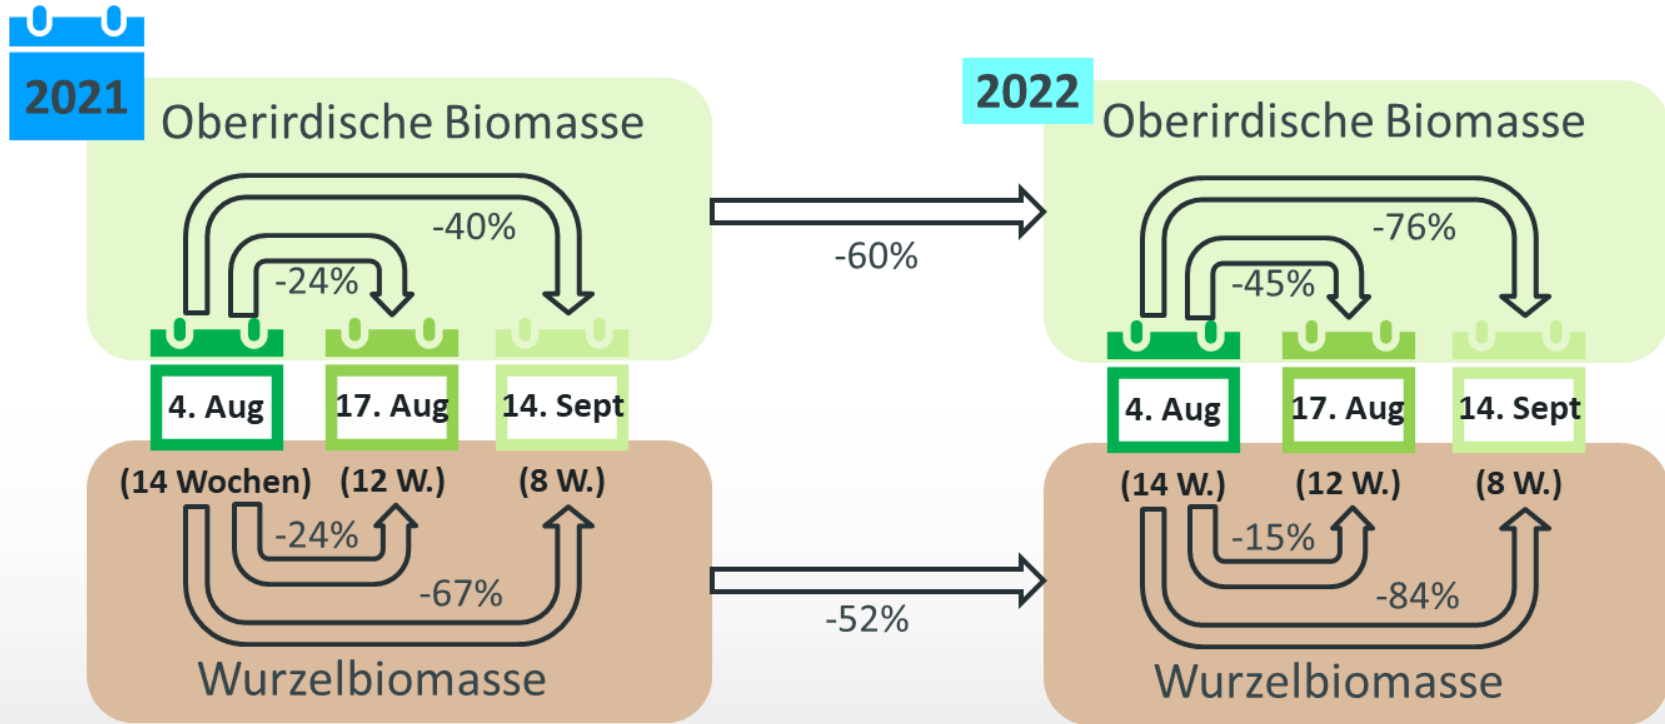 2021
Oberirdische Biomasse
-40%
-24%
4. Aug
17. Aug
14. Sept
(14 Wochen)
(12 W.)
(8 W.)
-24%
-67%
Wurzelbiomasse
-60%
-52%
2022
Oberirdische Biomasse
-76%
-45%
4. Aug
17. Aug
14. Sept
(14 W.)
(12 W.)
(8 W.)
-15%
-84%
Wurzelbiomasse